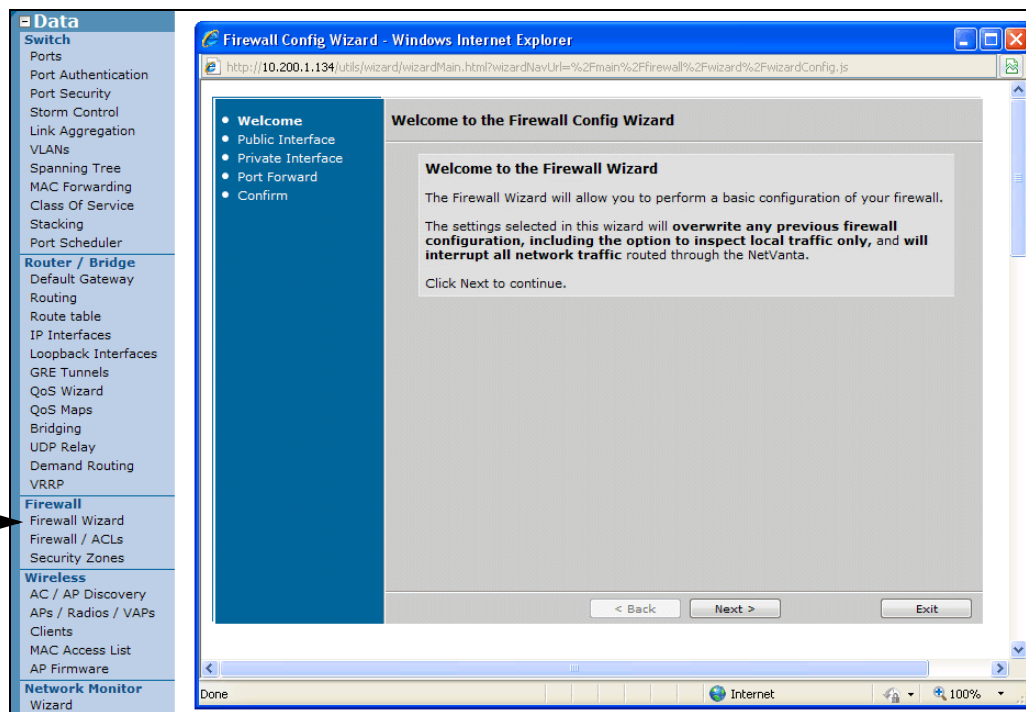 Data
Switch
Ports
Port Authentication
Port Security
Storm Control
Link Aggregation
VLANs
Spanning Tree
MAC Forwarding
Class Of Service
Stacking
Port Scheduler
Router / Bridge
Default Gateway
Routing
Route table
IP Interfaces
Loopback Interfaces
GRE Tunnels
QoS Wizard
QoS Maps
Bridging
UDP Relay
Demand Routing
VRRP
Firewall
Firewall Wizard
Firewall / ACLs
Security Zones
Wireless
AC / AP Discovery
APs / Radios / VAPs
Clients
MAC Access List
AP Firmware
Network Monitor
Wizard
Firewall Config Wizard - Windows Internet Explorer
http://10.200.1.134/utils/wizard/wizardMain.html?wizardNavUrl=%2Fmain%2Ffirewall%2Fwizard%2FwizardConfig.js
Welcome
Public Interface
Private Interface
Port Forward
Confirm
Welcome to the Firewall Config Wizard
Welcome to the Firewall Wizard
The Firewall Wizard will allow you to perform a basic configuration of your firewall.
The settings selected in this wizard will overwrite any previous firewall
configuration, including the option to inspect local traffic only, and will
interrupt all network traffic routed through the NetVanta.
Click Next to continue.
< Back
Next >
Exit
Done
Internet
100%